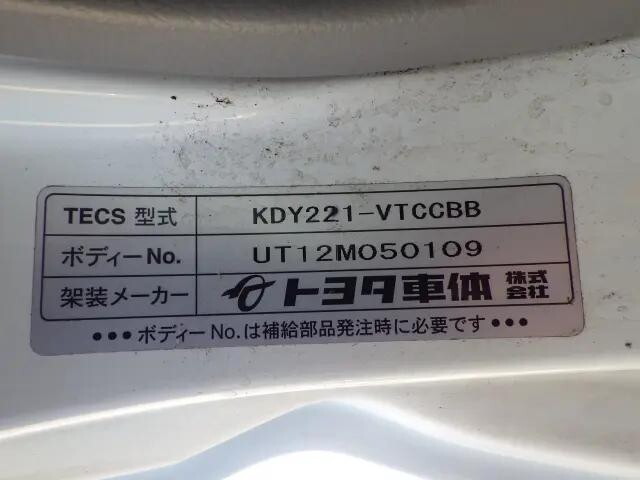 TECS 型式 KDY221-VTCCBB
ボディーNo. UT12M050109
架装メーカー トヨタ車体 株式会社
•••ボディーNo.は補給部品発注時に必要です•••